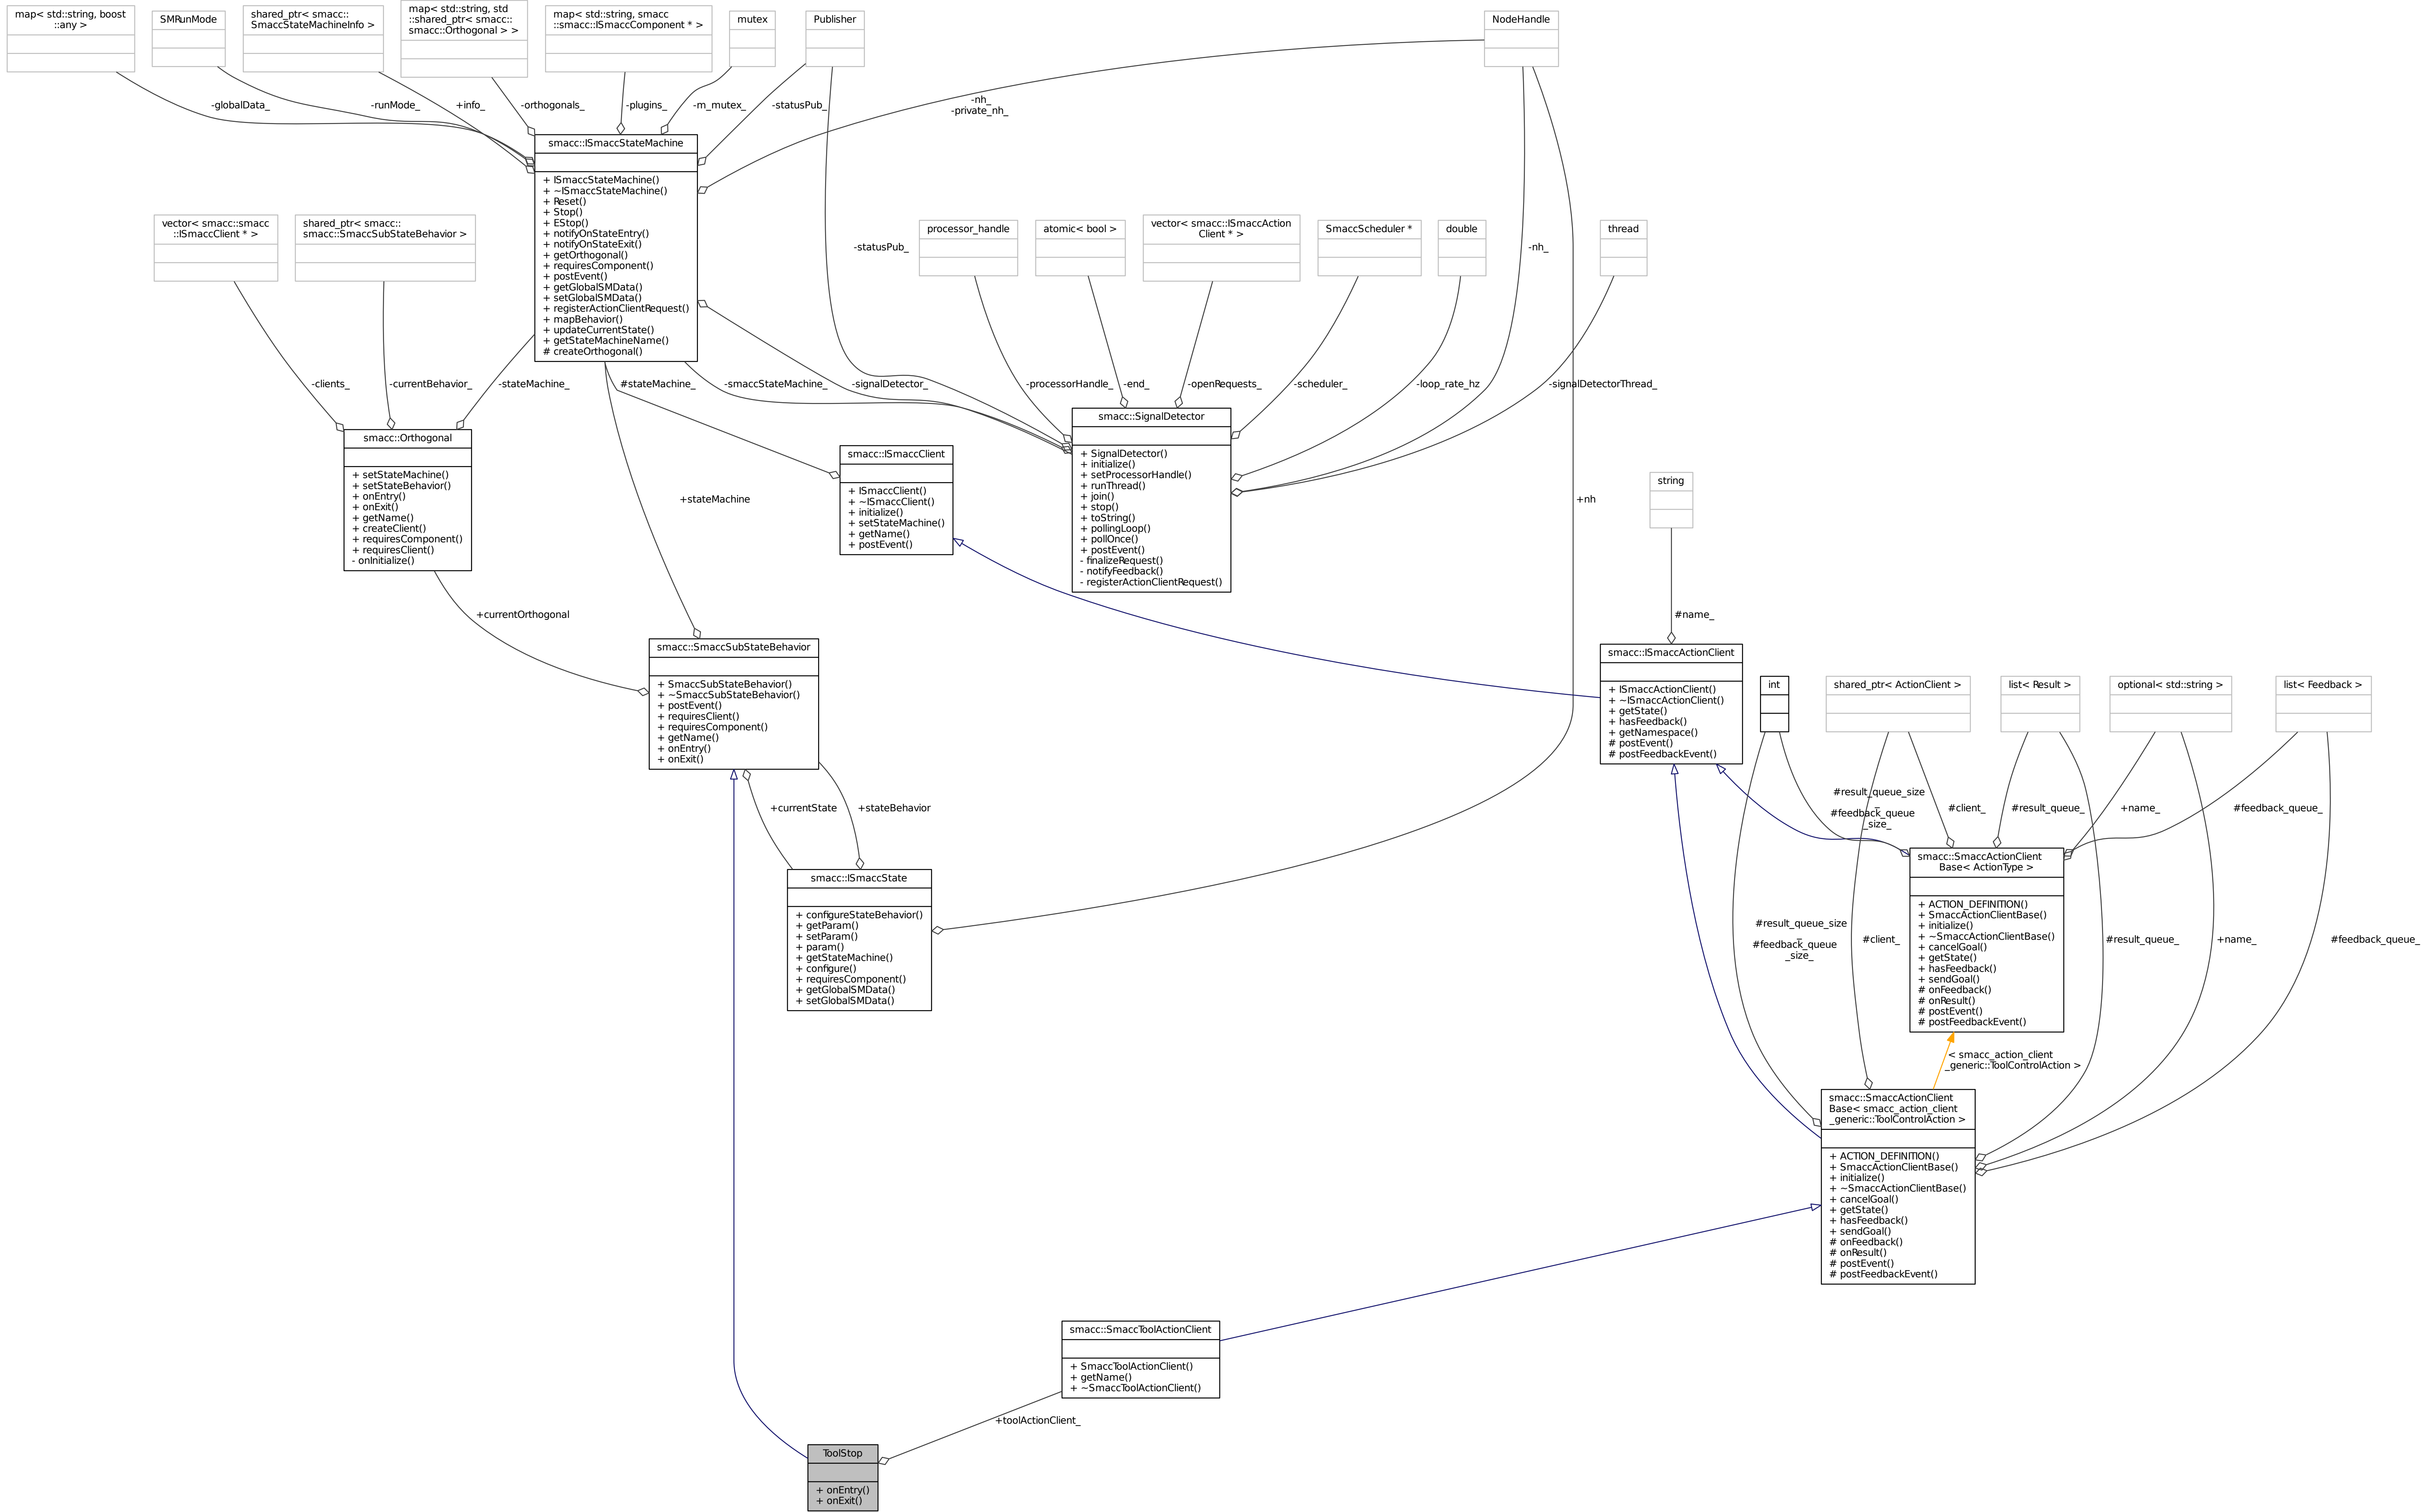 map< std::string, boost
::any >
SMRunMode
shared_ptr< smacc::
SmaccStateMachineInfo >
map< std::string, std
::shared_ptr< smacc::
smacc::Orthogonal > >
map< std::string, smacc
::smacc::ISmaccComponent * >
mutex
Publisher
NodeHandle
-globalData_
-runMode_
+info_
-orthogonals_
-plugins_
-m_mutex_
-statusPub_
-nh_
-private_nh_
smacc::ISmaccStateMachine
+ ISmaccStateMachine()
+ ~ISmaccStateMachine()
+ Reset()
+ Stop()
+ EStop()
+ notifyOnStateEntry()
+ notifyOnStateExit()
+ getOrthogonal()
+ requiresComponent()
+ postEvent()
+ getGlobalSMData()
+ setGlobalSMData()
+ registerActionClientRequest()
+ mapBehavior()
+ updateCurrentState()
+ getStateMachineName()
# createOrthogonal()
vector< smacc::smacc
::ISmaccClient * >
shared_ptr< smacc::
smacc::SmaccSubStateBehavior >
-statusPub_
processor_handle
atomic< bool >
vector< smacc::ISmaccAction
Client * >
SmaccScheduler *
double
-nh_
thread
-clients_
-currentBehavior_
-stateMachine_
#stateMachine_
-smaccStateMachine_
-signalDetector_
-processorHandle_
-end_
-openRequests_
-scheduler_
-loop_rate_hz
-signalDetectorThread_
smacc::Orthogonal
+ setStateMachine()
+ setStateBehavior()
+ onEntry()
+ onExit()
+ getName()
+ createClient()
+ requiresComponent()
+ requiresClient()
- onInitialize()
smacc::ISmaccClient
+ ISmaccClient()
+ ~ISmaccClient()
+ initialize()
+ setStateMachine()
+ getName()
+ postEvent()
smacc::SignalDetector
+ SignalDetector()
+ initialize()
+ setProcessorHandle()
+ runThread()
+ join()
+ stop()
+ toString()
+ pollingLoop()
+ pollOnce()
+ postEvent()
- finalizeRequest()
- notifyFeedback()
- registerActionClientRequest()
+stateMachine
+nh
string
+currentOrthogonal
#name_
smacc::SmaccSubStateBehavior
+ SmaccSubStateBehavior()
+ ~SmaccSubStateBehavior()
+ postEvent()
+ requiresClient()
+ requiresComponent()
+ getName()
+ onEntry()
+ onExit()
smacc::ISmaccActionClient
+ ISmaccActionClient()
+ ~ISmaccActionClient()
+ getState()
+ hasFeedback()
+ getNamespace()
# postEvent()
# postFeedbackEvent()
int
shared_ptr< ActionClient >
list< Result >
optional< std::string >
list< Feedback >
+currentState
+stateBehavior
#result_queue_size
_
#feedback_queue
_size_
#client_
#result_queue_
+name_
#feedback_queue_
smacc::ISmaccState
+ configureStateBehavior()
+ getParam()
+ setParam()
+ param()
+ getStateMachine()
+ configure()
+ requiresComponent()
+ getGlobalSMData()
+ setGlobalSMData()
smacc::SmaccActionClient
Base< ActionType >
+ ACTION_DEFINITION()
+ SmaccActionClientBase()
+ initialize()
+ ~SmaccActionClientBase()
+ cancelGoal()
+ getState()
+ hasFeedback()
+ sendGoal()
# onFeedback()
# onResult()
# postEvent()
# postFeedbackEvent()
#result_queue_size
_
#feedback_queue
_size_
#client_
#result_queue_
+name_
#feedback_queue_
< smacc_action_client
_generic::ToolControlAction >
smacc::SmaccActionClient
Base< smacc_action_client
_generic::ToolControlAction >
+ ACTION_DEFINITION()
+ SmaccActionClientBase()
+ initialize()
+ ~SmaccActionClientBase()
+ cancelGoal()
+ getState()
+ hasFeedback()
+ sendGoal()
# onFeedback()
# onResult()
# postEvent()
# postFeedbackEvent()
smacc::SmaccToolActionClient
+ SmaccToolActionClient()
+ getName()
+ ~SmaccToolActionClient()
+toolActionClient_
ToolStop
+ onEntry()
+ onExit()